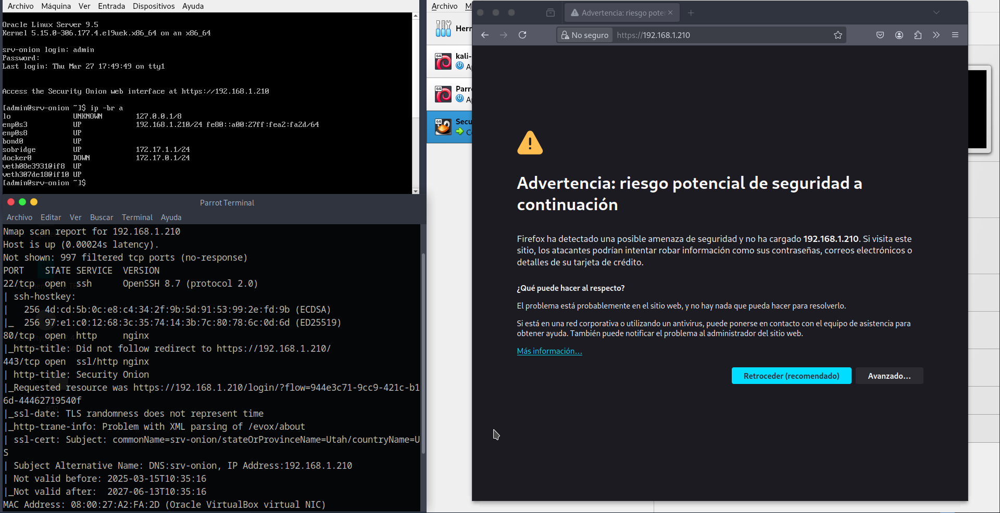 Archivo Máquina Ver Entrada Dispositivos Ayuda
Oracle Linux Server 9.5
Kernel 5.15.0-306.177.4.el9uek.x86_64 on an x86_64
srv-onion login: admin
Password:
Last login: Thu Mar 27 17:49:49 on tty1
Access the Security Onion web interface at https://192.168.1.210
[admin@srv-onion ~]$ ip -br a
lo UNKNOWN 127.0.0.1/8
enp0s3 UP 192.168.1.210/24 fe80::a00:27ff:fea2:fa2d/64
enp0s8 UP
bond0 UP
sobridge UP 172.17.1.1/24
docker0 DOWN 172.17.0.1/24
veth08e3931@if8 UP
veth307de18@if10 UP
[admin@srv-onion ~]$
Parrot Terminal
Archivo Editar Ver Buscar Terminal Ayuda
Nmap scan report for 192.168.1.210
Host is up (0.00024s latency).
Not shown: 997 filtered tcp ports (no-response)
PORT STATE SERVICE VERSION
22/tcp open ssh OpenSSH 8.7 (protocol 2.0)
| ssh-hostkey:
| 256 4d:cd:5b:0c:e8:c4:34:2f:9b:5d:91:53:99:2e:fd:9b (ECDSA)
|_ 256 97:e1:c0:12:68:3c:35:74:14:3b:7c:80:78:6c:0d:6d (ED25519)
80/tcp open http nginx
|_http-title: Did not follow redirect to https://192.168.1.210/
443/tcp open ssl/http nginx
| http-title: Security Onion
|_Requested resource was https://192.168.1.210/login/?flow=944e3c71-9cc9-421c-b1
6d-44462719540f
|_ssl-date: TLS randomness does not represent time
|_http-trane-info: Problem with XML parsing of /evox/about
| ssl-cert: Subject: commonName=srv-onion/stateOrProvinceName=Utah/countryName=U
S
| Subject Alternative Name: DNS:srv-onion, IP Address:192.168.1.210
| Not valid before: 2025-03-15T10:35:16
|_Not valid after: 2027-06-13T10:35:16
MAC Address: 08:00:27:A2:FA:2D (Oracle VirtualBox virtual NIC)
Archivo M
Herr
64 kali-
A
64 Parr
A
64 Secu
C
Advertencia: riesgo pote
No seguro https://192.168.1.210
Advertencia: riesgo potencial de seguridad a
continuación
Firefox ha detectado una posible amenaza de seguridad y no ha cargado 192.168.1.210. Si visita este
sitio, los atacantes podrían intentar robar información como sus contraseñas, correos electrónicos o
detalles de su tarjeta de crédito.
¿Qué puede hacer al respecto?
El problema está probablemente en el sitio web, y no hay nada que pueda hacer para resolverlo.
Si está en una red corporativa o utilizando un antivirus, puede ponerse en contacto con el equipo de asistencia para
obtener ayuda. También puede notificar el problema al administrador del sitio web.
Más información...
Retroceder (recomendado) Avanzado...